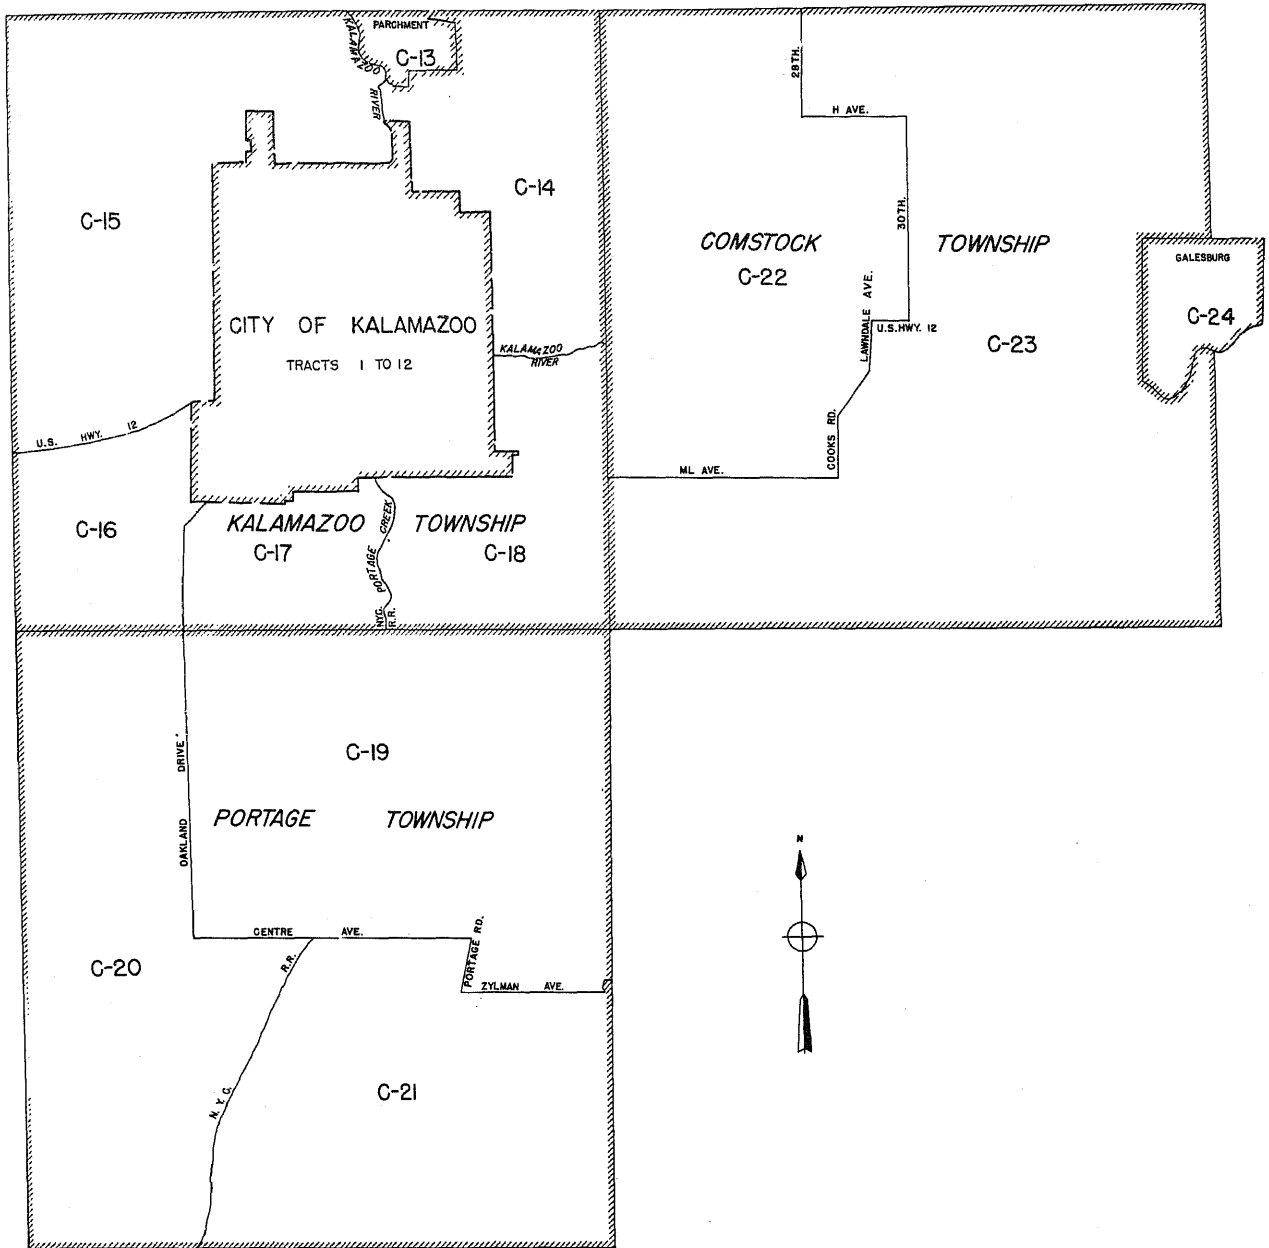 PARCHMENT
C-13
KALAMAZOO
RIVER
28TH.
H AVE.
C-14
C-15
30TH.
COMSTOCK TOWNSHIP
C-22
GALESBURG
C-24
CITY OF KALAMAZOO
TRACTS 1 TO 12
LAWNDALE AVE.
U.S. HWY. 12
C-23
KALAMAZOO
RIVER
U.S. HWY. 12
COOKS RD.
ML AVE.
C-16
KALAMAZOO TOWNSHIP
C-17
PORTAGE CREEK
C-18
NYC.
R.R.
OAKLAND DRIVE
C-19
PORTAGE TOWNSHIP
N
CENTRE AVE.
PORTAGE RD.
C-20
ZYLMAN AVE.
N.Y.C. R.R.
C-21